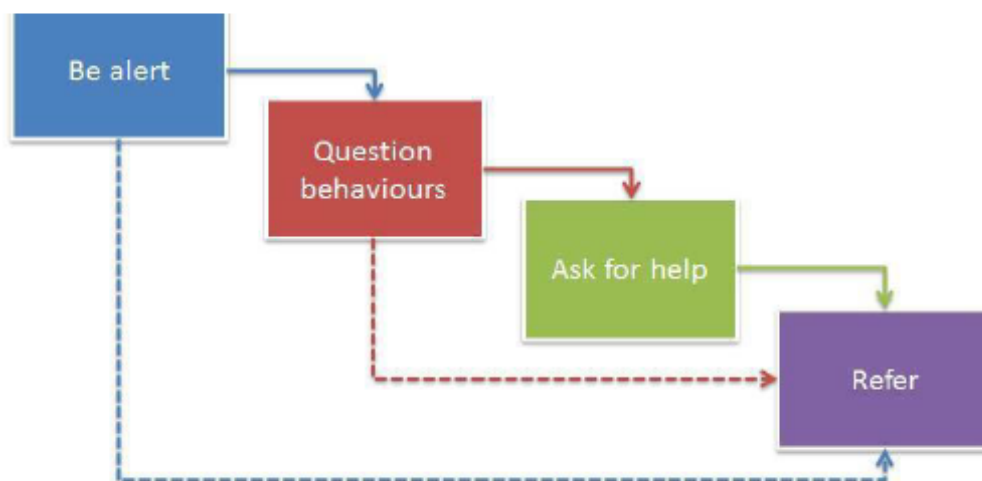 Be alert
Question
behaviours
Ask for help
Refer